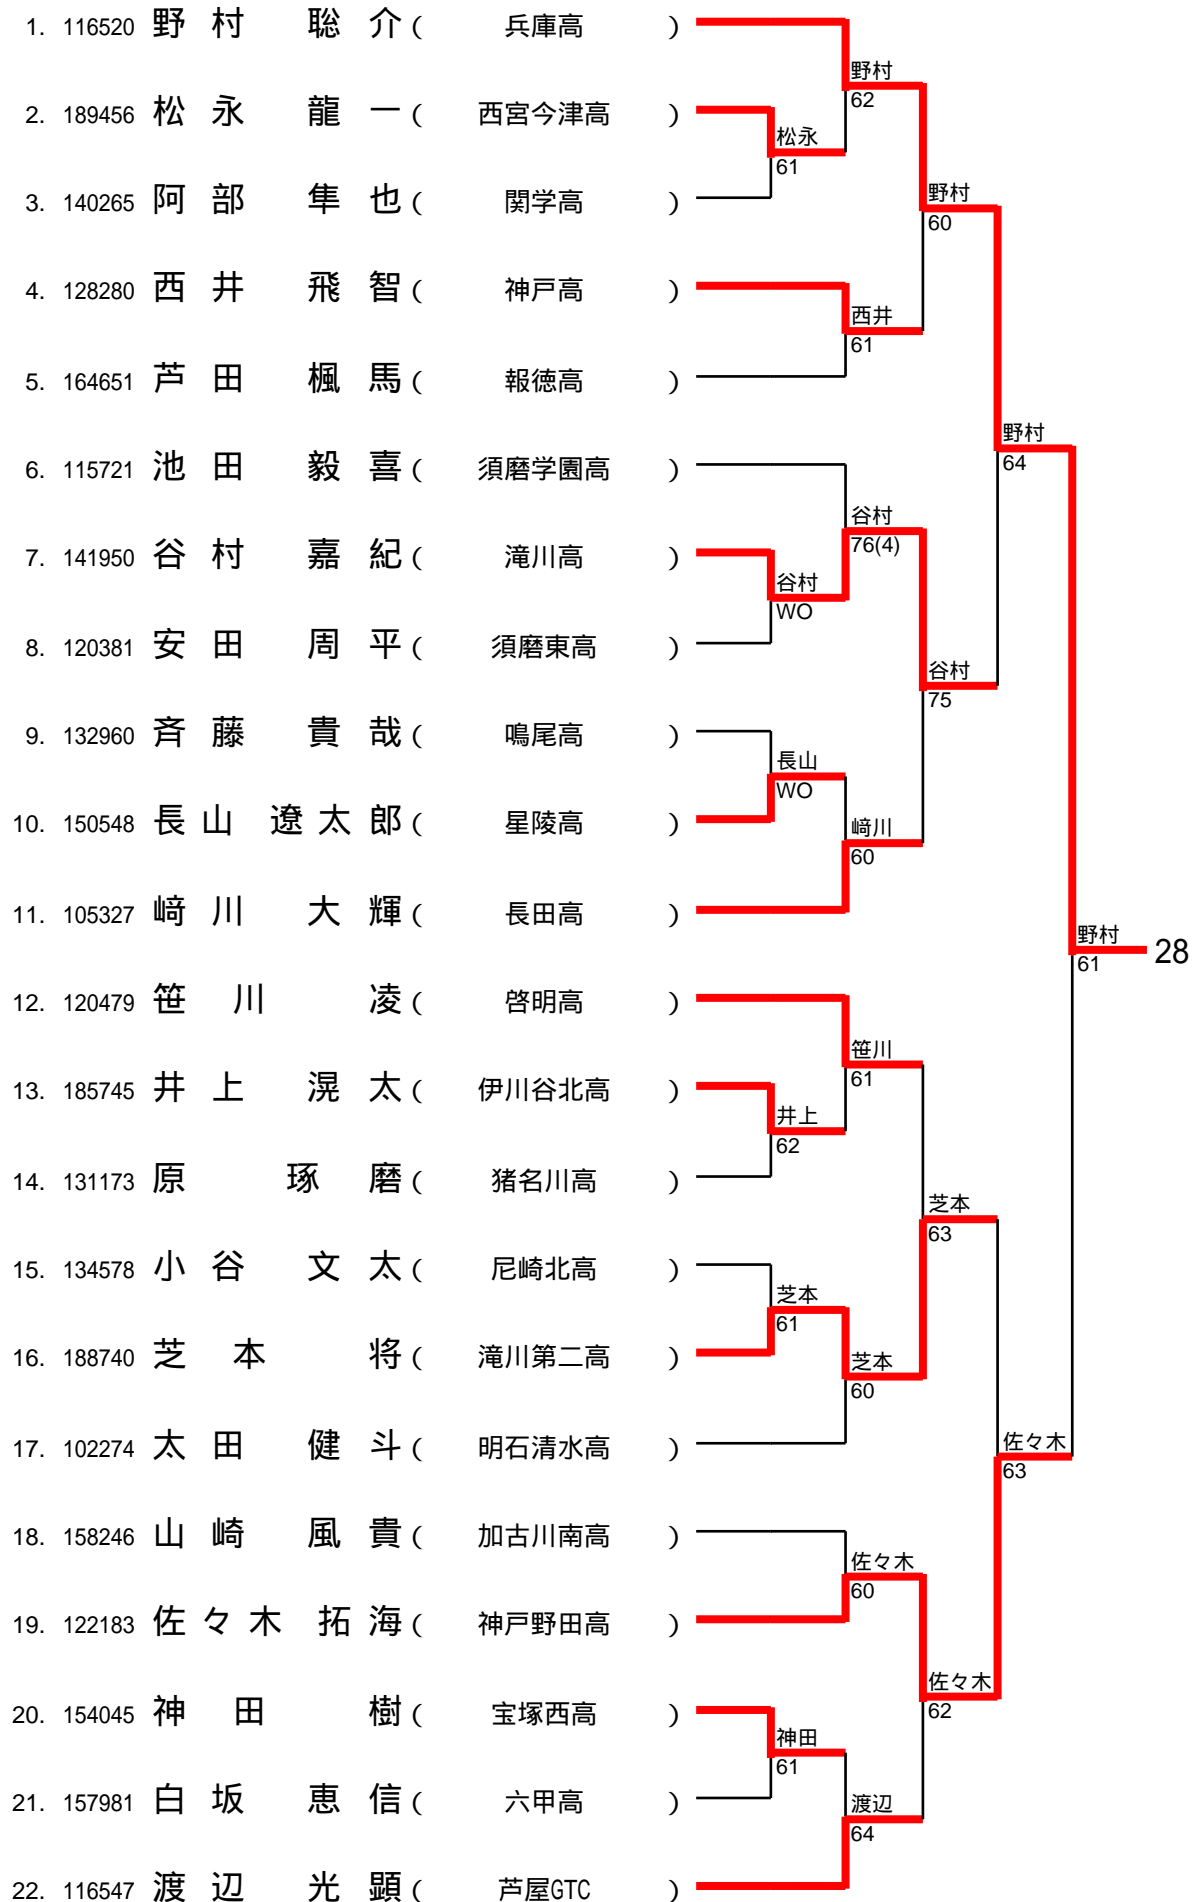 1. 116520 野村 聡介 ( 兵庫高 )
野村
62
2. 189456 松永 龍一 ( 西宮今津高 )
松永
61
3. 140265 阿部 隼也 ( 関学高 )
野村
60
4. 128280 西井 飛智 ( 神戸高 )
西井
61
5. 164651 芦田 楓馬 ( 報徳高 )
野村
64
6. 115721 池田 毅喜 ( 須磨学園高 )
谷村
76(4)
7. 141950 谷村 嘉紀 ( 滝川高 )
谷村
WO
8. 120381 安田 周平 ( 須磨東高 )
谷村
75
9. 132960 斉藤 貴哉 ( 鳴尾高 )
長山
WO
10. 150548 長山 遼太郎 ( 星陵高 )
﨑川
60
11. 105327 﨑川 大輝 ( 長田高 )
野村
61
28
12. 120479 笹川 凌 ( 啓明高 )
笹川
61
13. 185745 井上 滉太 ( 伊川谷北高 )
井上
62
14. 131173 原 琢磨 ( 猪名川高 )
芝本
63
15. 134578 小谷 文太 ( 尼崎北高 )
芝本
61
16. 188740 芝本 将 ( 滝川第二高 )
芝本
60
17. 102274 太田 健斗 ( 明石清水高 )
佐々木
63
18. 158246 山崎 風貴 ( 加古川南高 )
佐々木
60
19. 122183 佐々木 拓海 ( 神戸野田高 )
佐々木
62
20. 154045 神田 樹 ( 宝塚西高 )
神田
61
21. 157981 白坂 恵信 ( 六甲高 )
渡辺
64
22. 116547 渡辺 光顕 ( 芦屋GTC )